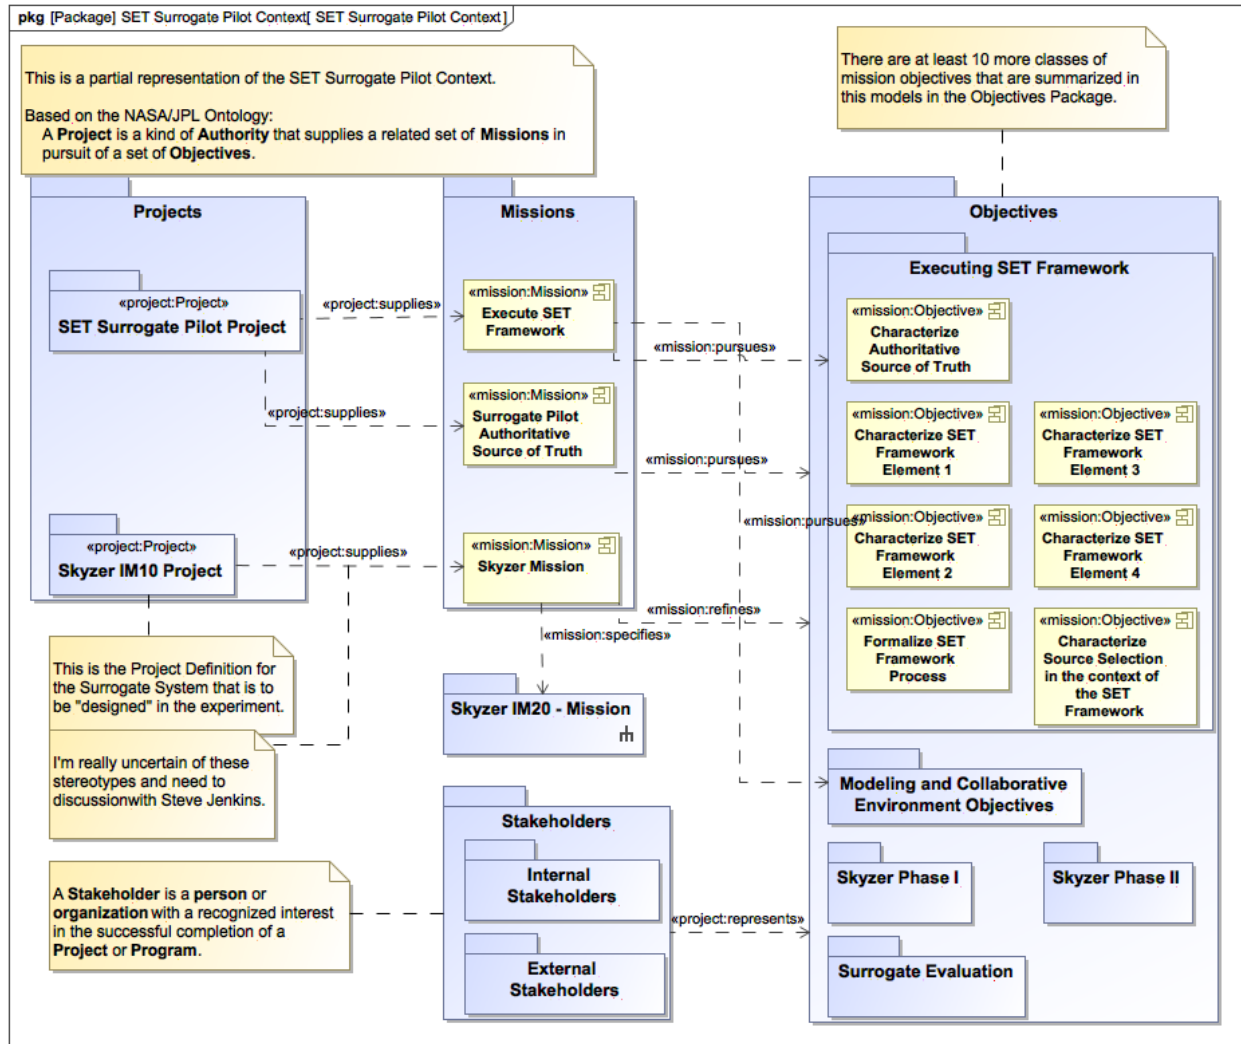 pkg [Package] SET Surrogate Pilot Context[ SET Surrogate Pilot Context]
This is a partial representation of the SET Surrogate Pilot Context.
Based on the NASA/JPL Ontology:
A Project is a kind of Authority that supplies a related set of Missions in
pursuit of a set of Objectives.
There are at least 10 more classes of
mission objectives that are summarized in
this models in the Objectives Package.
Projects
«project:Project»
SET Surrogate Pilot Project
«project:Project»
Skyzer IM10 Project
«project:supplies»
«project:supplies»
«project:supplies»
Missions
«mission:Mission»
Execute SET
Framework
«mission:Mission»
Surrogate Pilot
Authoritative
Source of Truth
«mission:Mission»
Skyzer Mission
«mission:pursues»
«mission:pursues»
«mission:pursues»
«mission:refines»
«mission:specifies»
Skyzer IM20 - Mission
Objectives
Executing SET Framework
«mission:Objective»
Characterize
Authoritative
Source of Truth
«mission:Objective»
Characterize SET
Framework
Element 1
«mission:Objective»
Characterize SET
Framework
Element 3
«mission:Objective»
Characterize SET
Framework
Element 2
«mission:Objective»
Characterize SET
Framework
Element 4
«mission:Objective»
Formalize SET
Framework
Process
«mission:Objective»
Characterize
Source Selection
in the context of
the SET
Framework
Modeling and Collaborative
Environment Objectives
Skyzer Phase I
Skyzer Phase II
Surrogate Evaluation
This is the Project Definition for
the Surrogate System that is to
be "designed" in the experiment.
I'm really uncertain of these
stereotypes and need to
discussionwith Steve Jenkins.
A Stakeholder is a person or
organization with a recognized interest
in the successful completion of a
Project or Program.
Stakeholders
Internal
Stakeholders
External
Stakeholders
«project:represents»